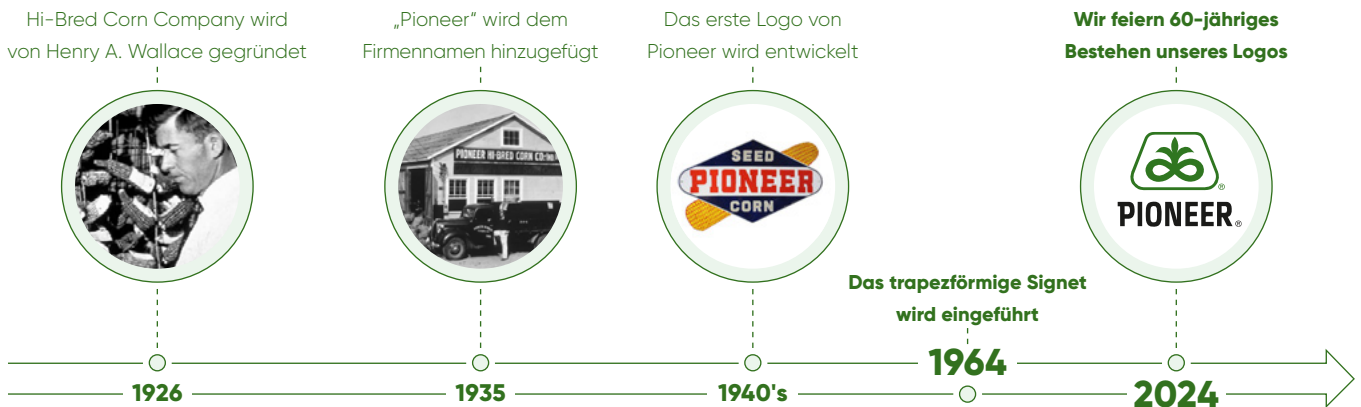 Hi-Bred Corn Company wird
von Henry A. Wallace gegründet
„Pioneer“ wird dem
Firmennamen hinzugefügt
PIONEER HI-BRED CORN CO.
Das erste Logo von
Pioneer wird entwickelt
SEED
PIONEER
CORN
Das trapezförmige Signet
wird eingeführt
Wir feiern 60-jähriges
Bestehen unseres Logos
®
PIONEER®
1926
1935
1940's
1964
2024